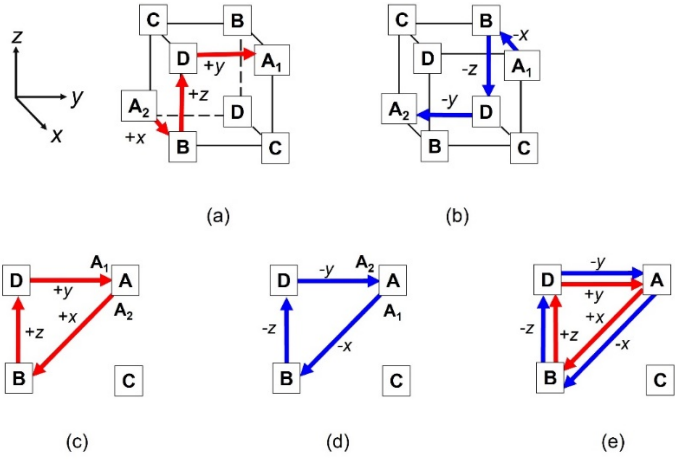 C B B
z D +y A₁ D -x A₁
+z -z
y A₂ D A₂ -y D
x +x
B C B C
(a) (b)
A₁ A₂
D A D -y A D -y A
+y +y
+x A₂ A₁ +x
+z -z -x -z +z -x
B C B C B C
(c) (d) (e)